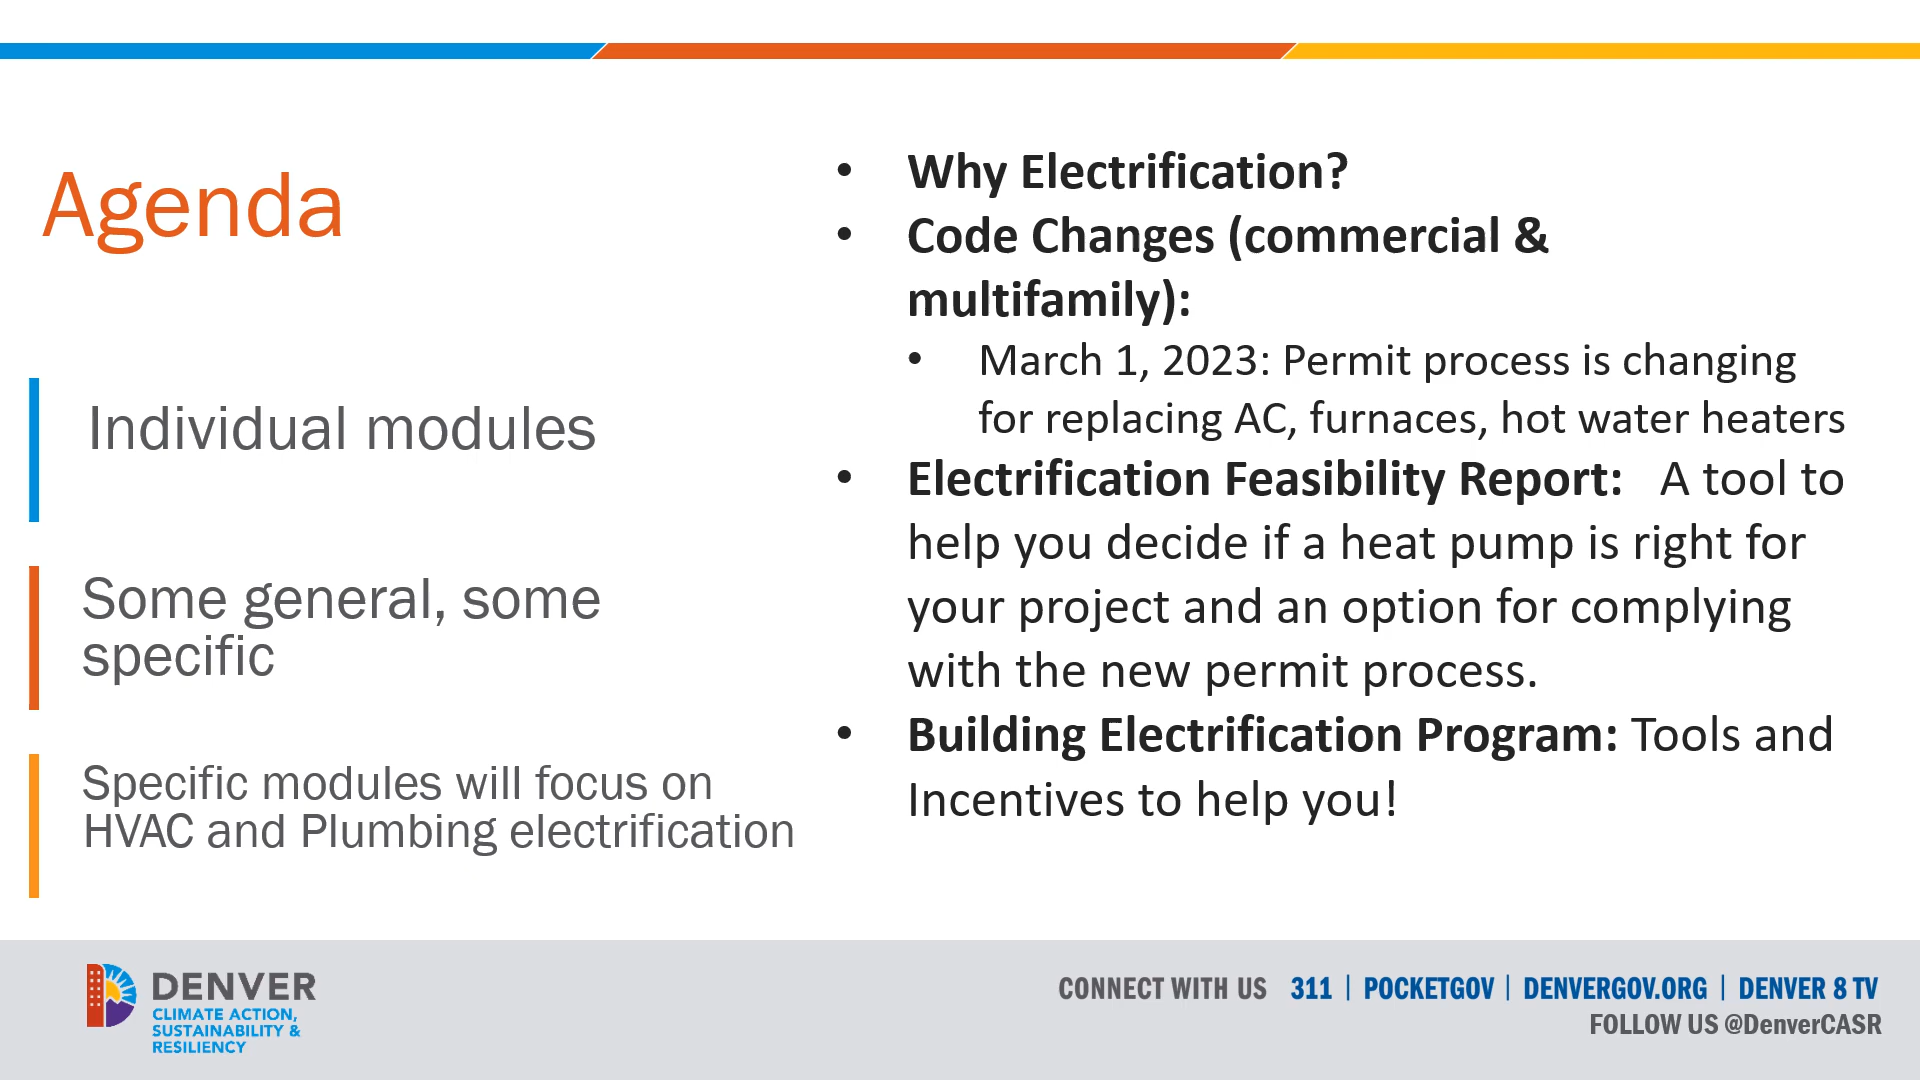 Agenda
Individual modules
Some general, some
specific
Specific modules will focus on
HVAC and Plumbing electrification
• Why Electrification?
• Code Changes (commercial &
multifamily):
• March 1, 2023: Permit process is changing
for replacing AC, furnaces, hot water heaters
• Electrification Feasibility Report: A tool to
help you decide if a heat pump is right for
your project and an option for complying
with the new permit process.
• Building Electrification Program: Tools and
Incentives to help you!
DENVER
CLIMATE ACTION,
SUSTAINABILITY &
RESILIENCY
CONNECT WITH US 311 | POCKETGOV | DENVERGOV.ORG | DENVER 8 TV
FOLLOW US @DenverCASR